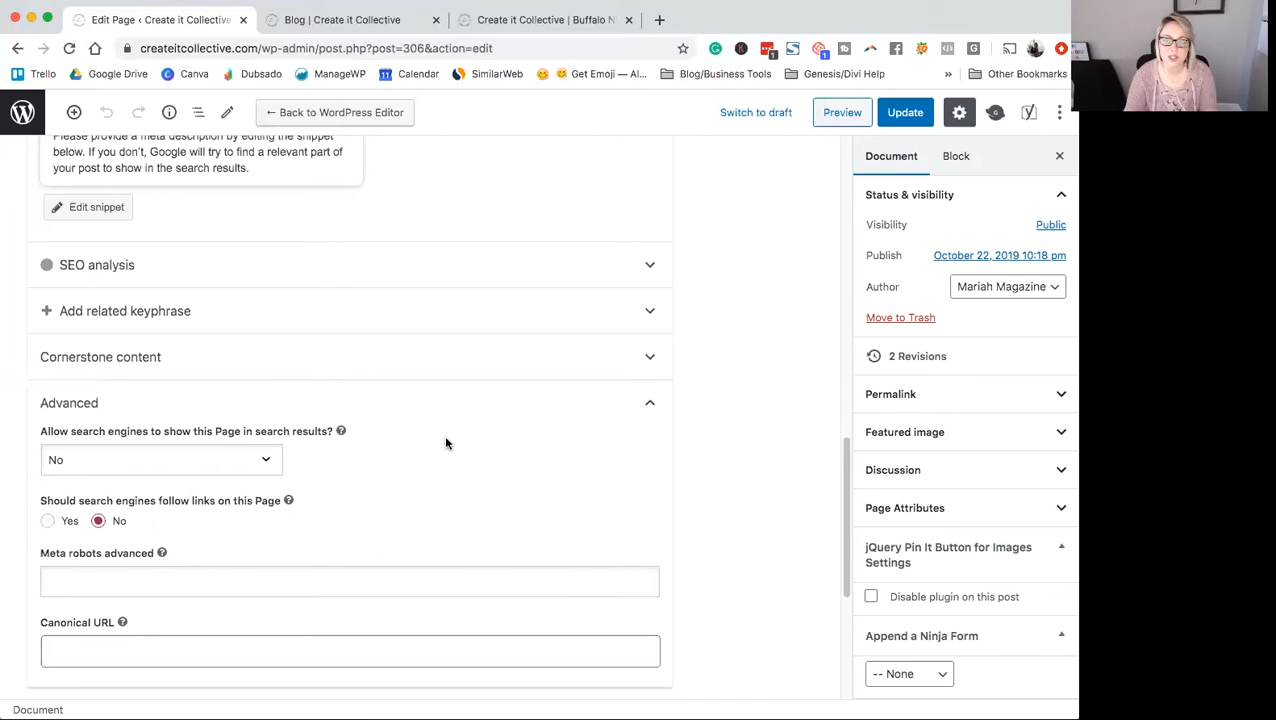 Edit Page ‹ Create it Collective
Blog | Create it Collective
Create it Collective | Buffalo N
createitcollective.com/wp-admin/post.php?post=306&action=edit
1
1
Trello
Google Drive
Canva
Dubsado
ManageWP
11
Calendar
SimilarWeb
Get Emoji — Al...
Blog/Business Tools
Genesis/Divi Help
»
Other Bookmarks
← Back to WordPress Editor
Switch to draft
Preview
Update
Please provide a meta description by editing the snippet
below. If you don't, Google will try to find a relevant part of
your post to show in the search results.
Edit snippet
SEO analysis
Add related keyphrase
Cornerstone content
Advanced
Allow search engines to show this Page in search results?
No
Should search engines follow links on this Page
Yes
No
Meta robots advanced
Canonical URL
Document
Block
Status & visibility
Visibility
Public
Publish
October 22, 2019 10:18 pm
Author
Mariah Magazine
Move to Trash
2 Revisions
Permalink
Featured image
Discussion
Page Attributes
jQuery Pin It Button for Images
Settings
Disable plugin on this post
Append a Ninja Form
-- None
Document